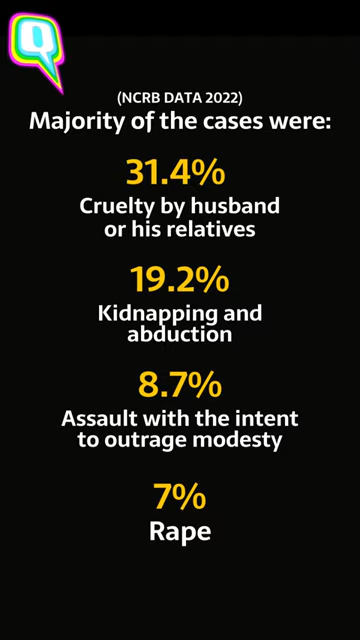 Q
(NCRB DATA 2022)
Majority of the cases were:
31.4%
Cruelty by husband
or his relatives
19.2%
Kidnapping and
abduction
8.7%
Assault with the intent
to outrage modesty
7%
Rape